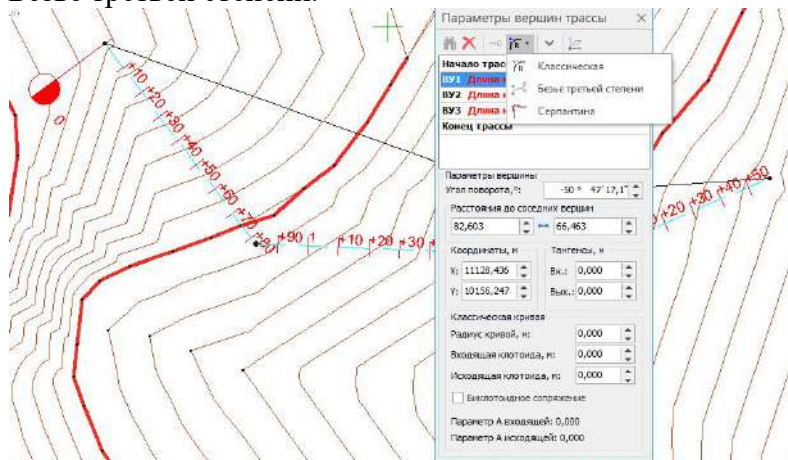 Параметры вершин трассы
Начало трас
ВУ1 Длина
ВУ2 Длина
ВУ3 Длина
Конец трассы
Классическая
Безье третьей степени
Серпантина
Параметры вершины
Угол поворота,°: -50 ° 47'17,1"
Расстояния до соседних вершин
82,603 66,463
Координаты, м Тангенсы, м
X: 11128,436 Вх.: 0,000
Y: 10156,247 Вых.: 0,000
Классическая кривая
Радиус кривой, м: 0,000
Входящая клотоида, м: 0,000
Исходящая клотоида, м: 0,000
Биклотоидное сопряжение
Параметр А входящей: 0,000
Параметр А исходящей: 0,000
0
+10
+20
+30
+40
+50
+60
+70
+80
+90 1 +10 +20 +30
+20 +30 +40 +50